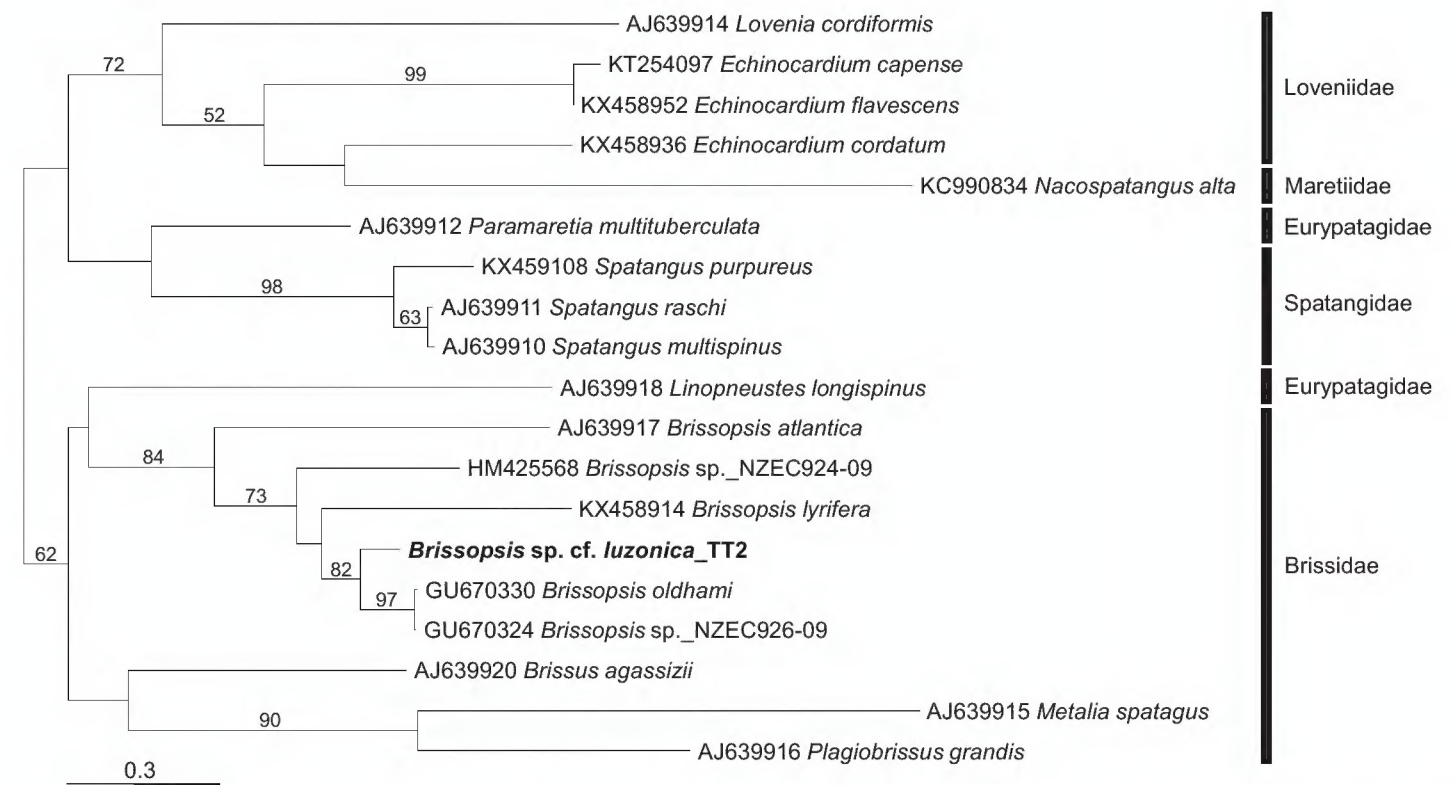 AJ639914 Lovenia cordiformis
72
KT254097 Echinocardium capense
99
Loveniidae
KX458952 Echinocardium flavescens
52
KX458936 Echinocardium cordatum
KC990834 Nacospatangus alta
Maretiidae
AJ639912 Paramaretia multituberculata
Eurypatagidae
KX459108 Spatangus purpureus
98
AJ639911 Spatangus raschi
Spatangidae
63
AJ639910 Spatangus multispinus
AJ639918 Linopneustes longispinus
Eurypatagidae
AJ639917 Brissopsis atlantica
84
HM425568 Brissopsis sp._NZEC924-09
73
KX458914 Brissopsis lyrifera
Brissopsis sp. cf. luzonica_TT2
62
82
Brissidae
GU670330 Brissopsis oldhami
97
GU670324 Brissopsis sp._NZEC926-09
AJ639920 Brissus agassizii
AJ639915 Metalia spatagus
90
AJ639916 Plagiobrissus grandis
0.3